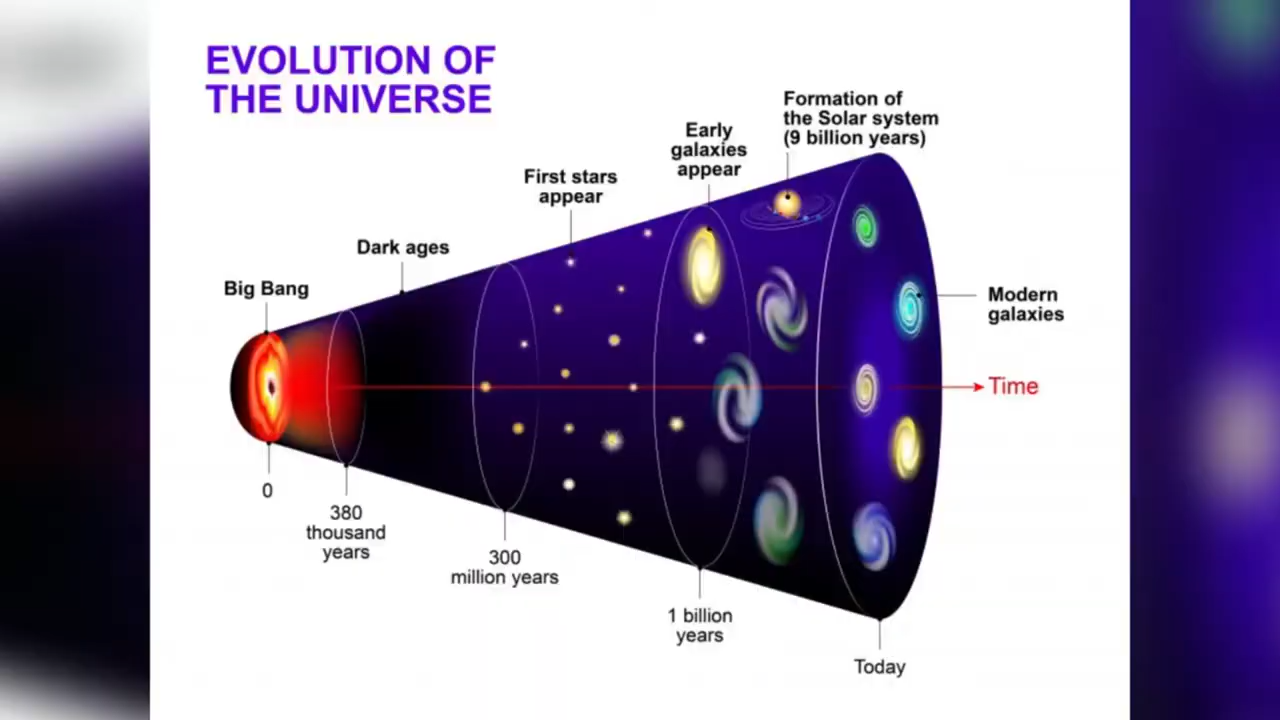 EVOLUTION OF
THE UNIVERSE
Formation of
the Solar system
(9 billion years)
Early
galaxies
appear
First stars
appear
Dark ages
Big Bang
Modern
galaxies
Time
0
380
thousand
years
300
million years
1 billion
years
Today